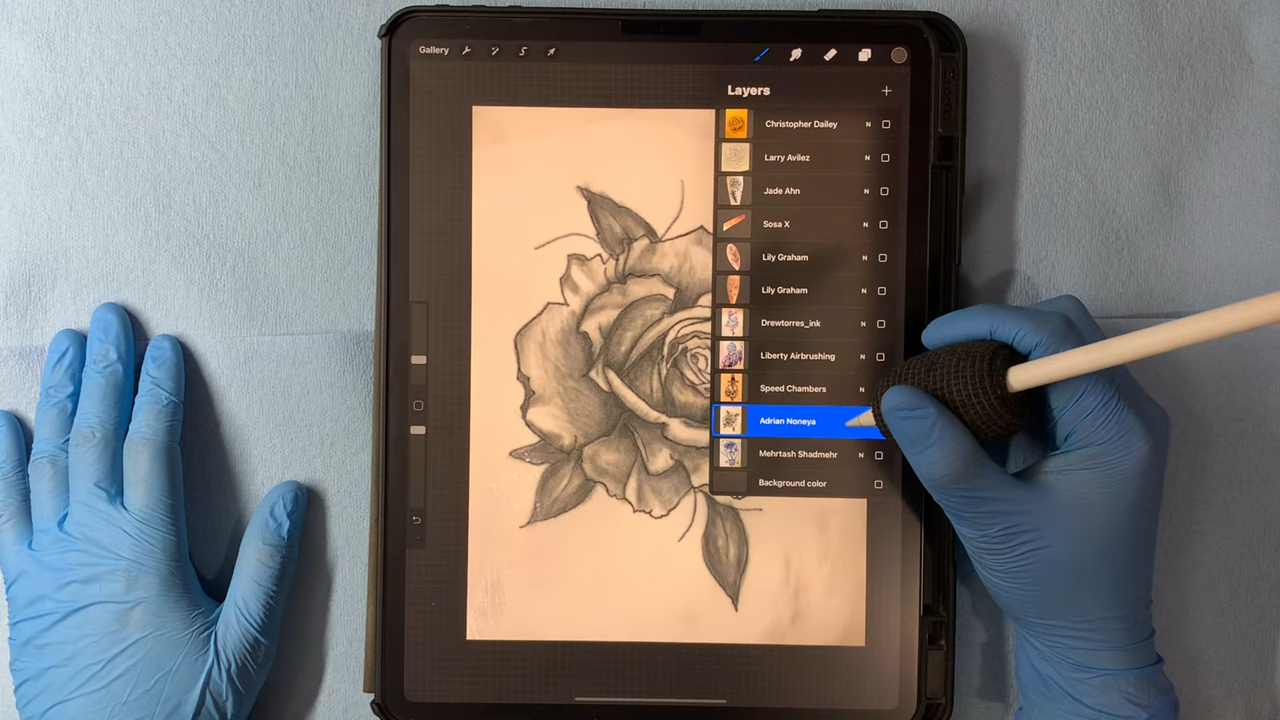 Gallery
Layers
Christopher Dailey N
Larry Avilez N
Jade Ahn N
Sosa X N
Lily Graham N
Lily Graham N
Drewtorres_ink N
Liberty Airbrushing N
Speed Chambers N
Adrian Noneya
Mehrtash Shadmehr N
Background color